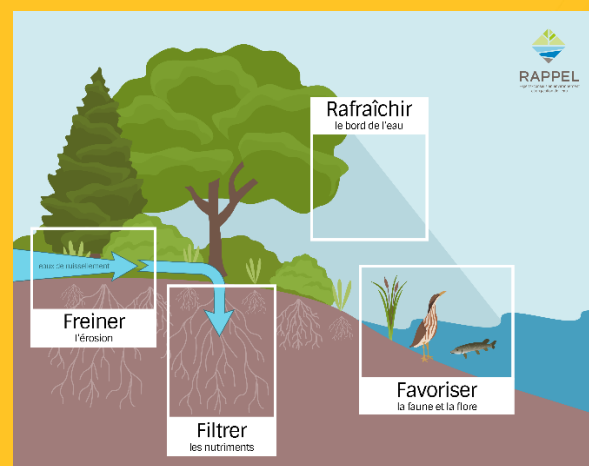 RAPPEL
Rafraîchir
le bord de l'eau
eaux de ruissellement
Freiner
l'érosion
Filtrer
les nutriments
Favoriser
la faune et la flore